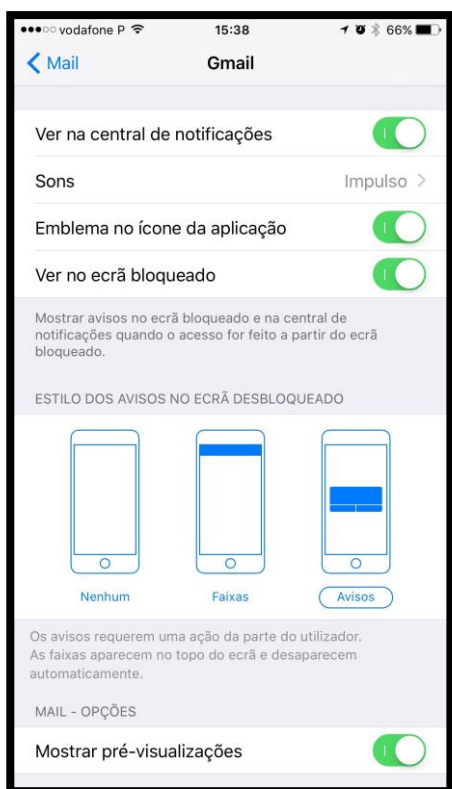 vodafone P 15:38 66%
Mail Gmail
Ver na central de notificações
Sons Impulso
Emblema no ícone da aplicação
Ver no ecrã bloqueado
Mostrar avisos no ecrã bloqueado e na central de
notificações quando o acesso for feito a partir do ecrã
bloqueado.
ESTILO DOS AVISOS NO ECRÃ DESBLOQUEADO
Nenhum Faixas Avisos
Os avisos requerem uma ação da parte do utilizador.
As faixas aparecem no topo do ecrã e desaparecem
automaticamente.
MAIL - OPÇÕES
Mostrar pré-visualizações